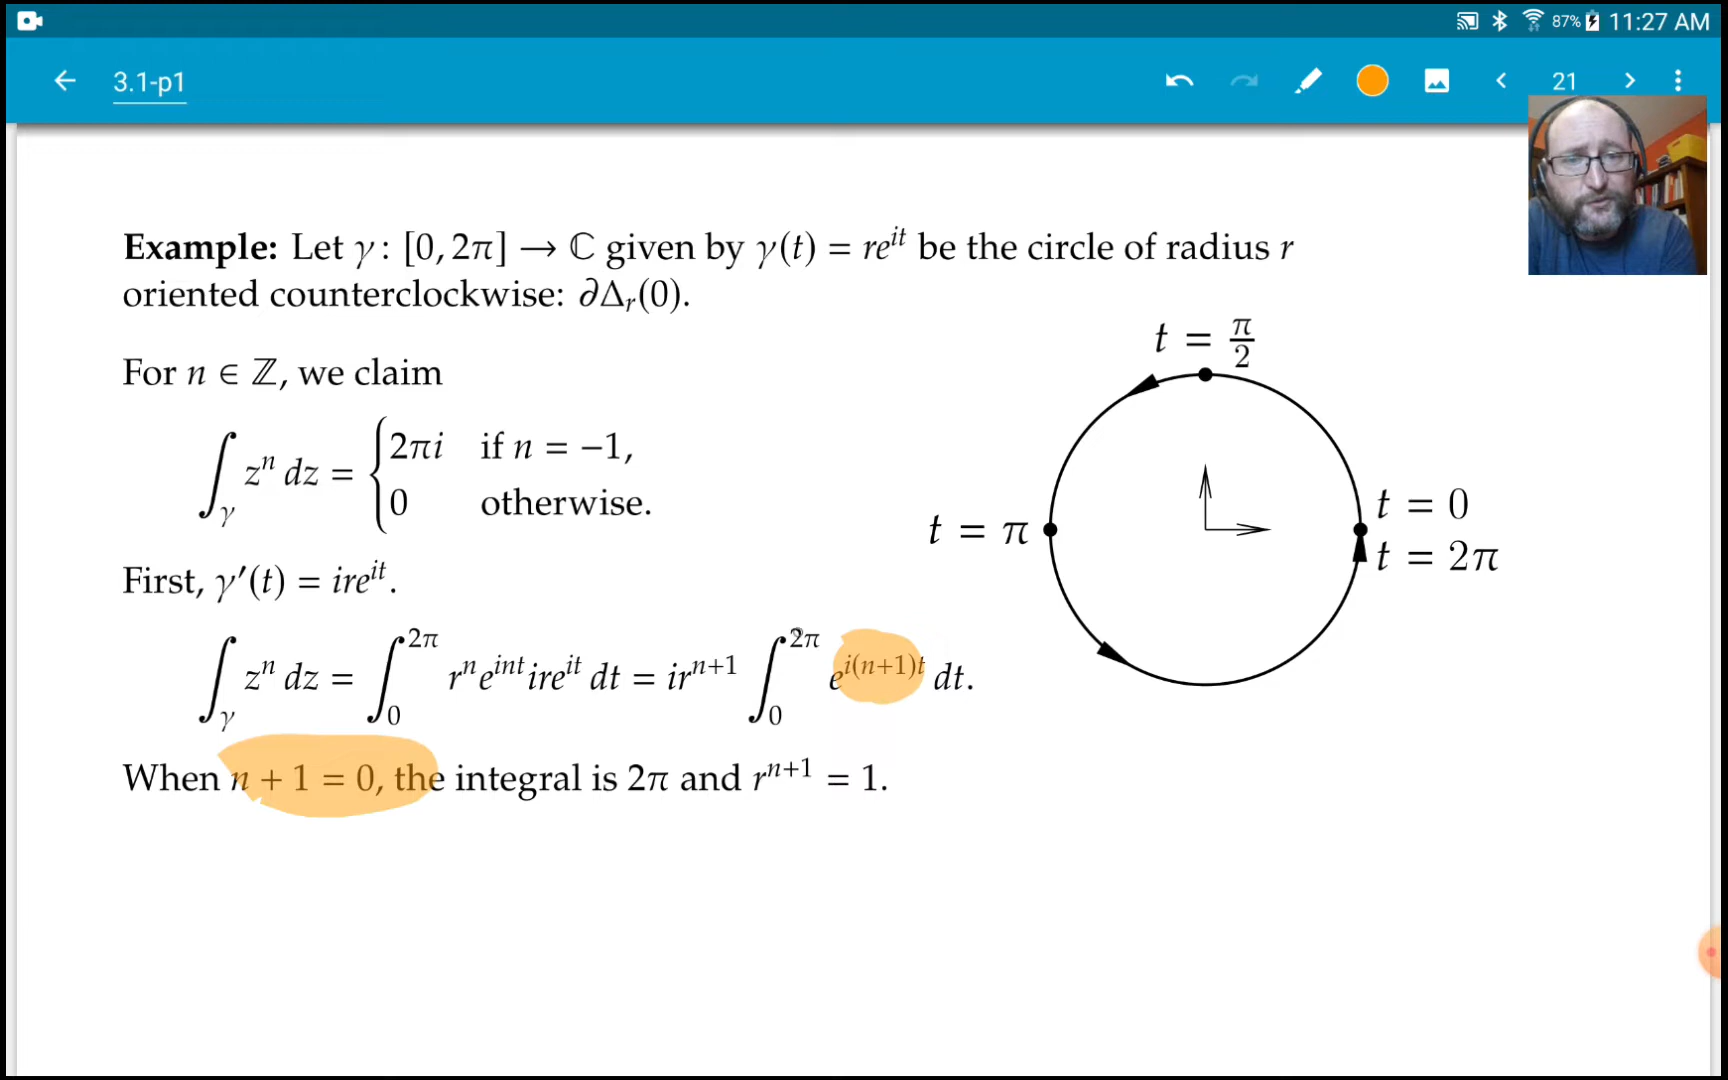 87% 11:27 AM
3.1-p1
21
Example: Let γ: [0, 2π] → ℂ given by γ(t) = re^{it} be the circle of radius r
oriented counterclockwise: ∂Δ_r(0).
For n ∈ ℤ, we claim
∫_γ z^n dz = { 2πi if n = −1,
0 otherwise.
First, γ′(t) = ire^{it}.
∫_γ z^n dz = ∫_0^{2π} r^n e^{int} ire^{it} dt = ir^{n+1} ∫_0^{2π} e^{i(n+1)t} dt.
When n + 1 = 0, the integral is 2π and r^{n+1} = 1.
t = π/2
t = π
t = 0
t = 2π